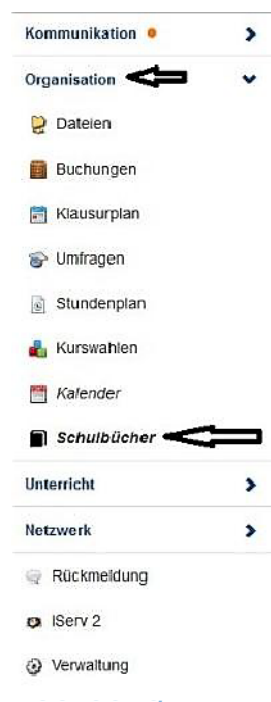 Kommunikation
Organisation
Dateien
Buchungen
Klausurplan
Umfragen
Stundenplan
Kurswahlen
Kalender
Schulbücher
Unterricht
Netzwerk
Rückmeldung
IServ 2
Verwaltung